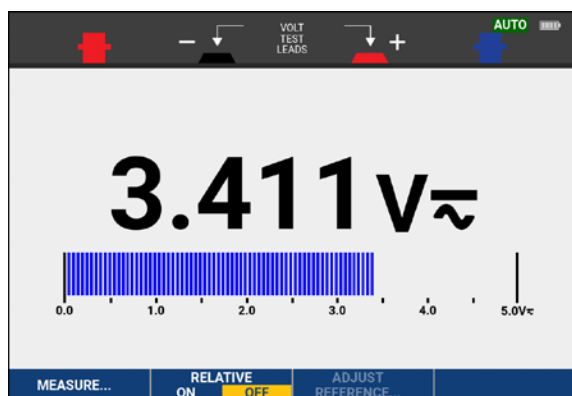 VOLT
TEST
LEADS
− +
AUTO
3.411 V
0.0 1.0 2.0 3.0 4.0 5.0V
MEASURE...
RELATIVE
ON OFF
ADJUST
REFERENCE...